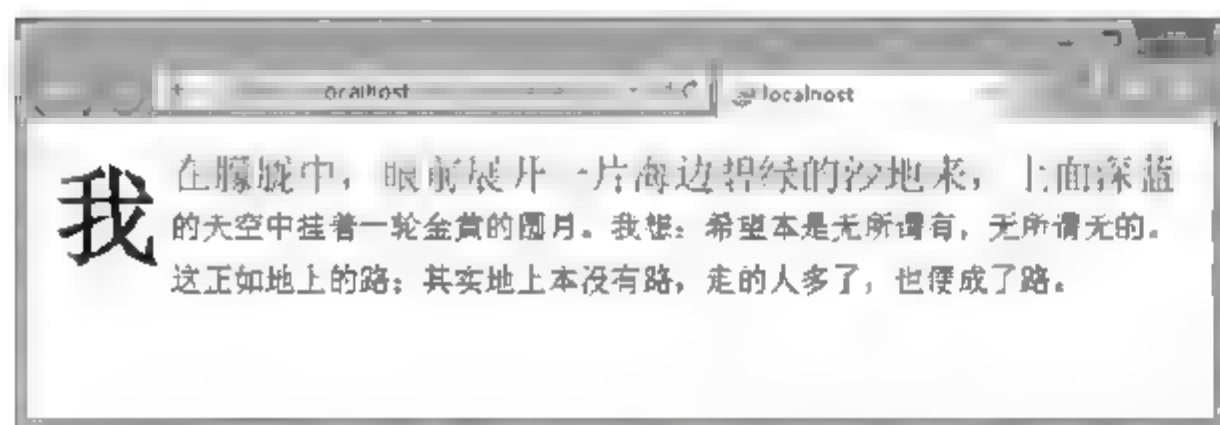 localhost
localhost
我在朦胧中，眼前展开一片海边碧绿的沙地来，上面深蓝
的天空中挂着一轮金黄的圆月。我想：希望本是无所谓有，无所谓无的。
这正如地上的路；其实地上本没有路，走的人多了，也便成了路。